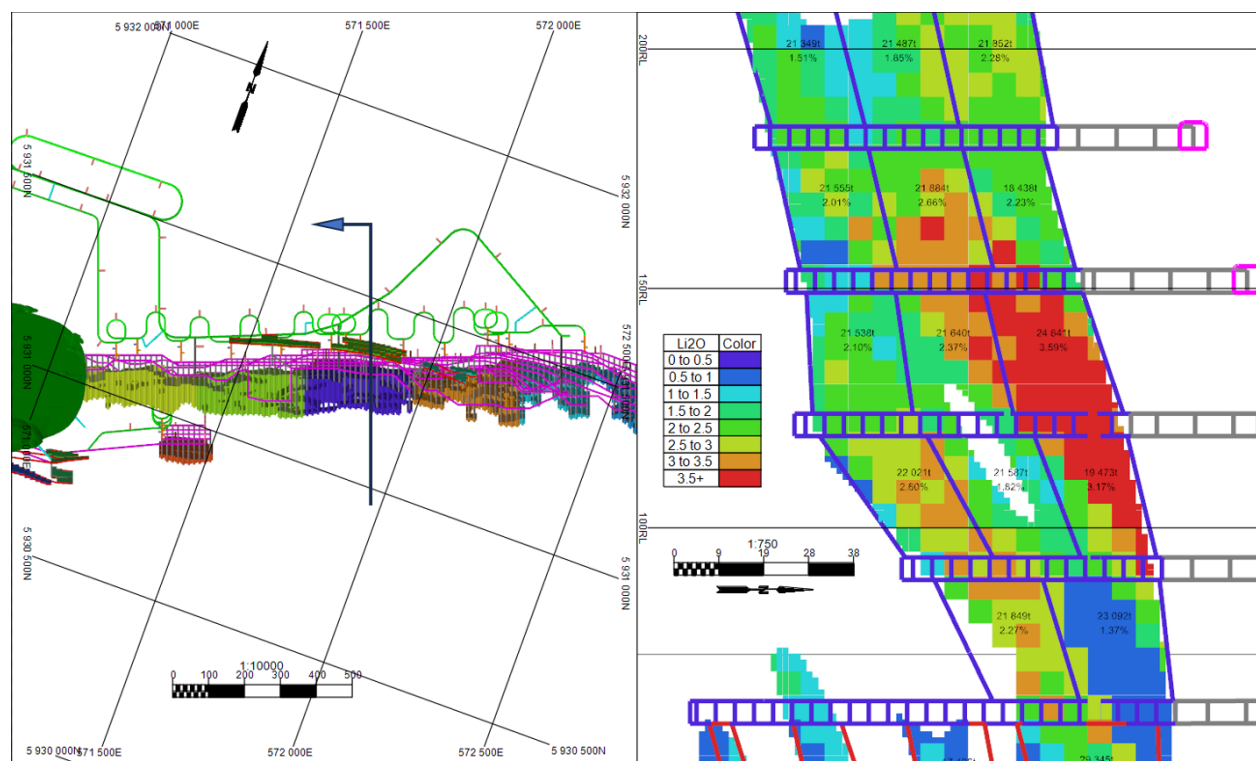 571 000E
571 500E
572 000E
5 932 000N
N
5 931 500N
5 932 000N
5 931 000N
572 500E
5 930 500N
5 931 000N
1:10000
0 100 200 300 400 500
5 930 000N
571 500E
572 000E
572 500E
5 930 500N
200RL
21 349t
1.51%
21 487t
1.85%
21 852t
2.28%
21 555t
2.01%
21 884t
2.66%
18 438t
2.23%
150RL
21 538t
2.10%
21 640t
2.37%
24 641t
3.59%
Li2O Color
0 to 0.5
0.5 to 1
1 to 1.5
1.5 to 2
2 to 2.5
2.5 to 3
3 to 3.5
3.5+
22 021t
2.60%
21 587t
1.62%
19 473t
3.17%
100RL
1:750
0 9 19 28 38
N
21 849t
2.27%
23 092t
1.37%
29 345t